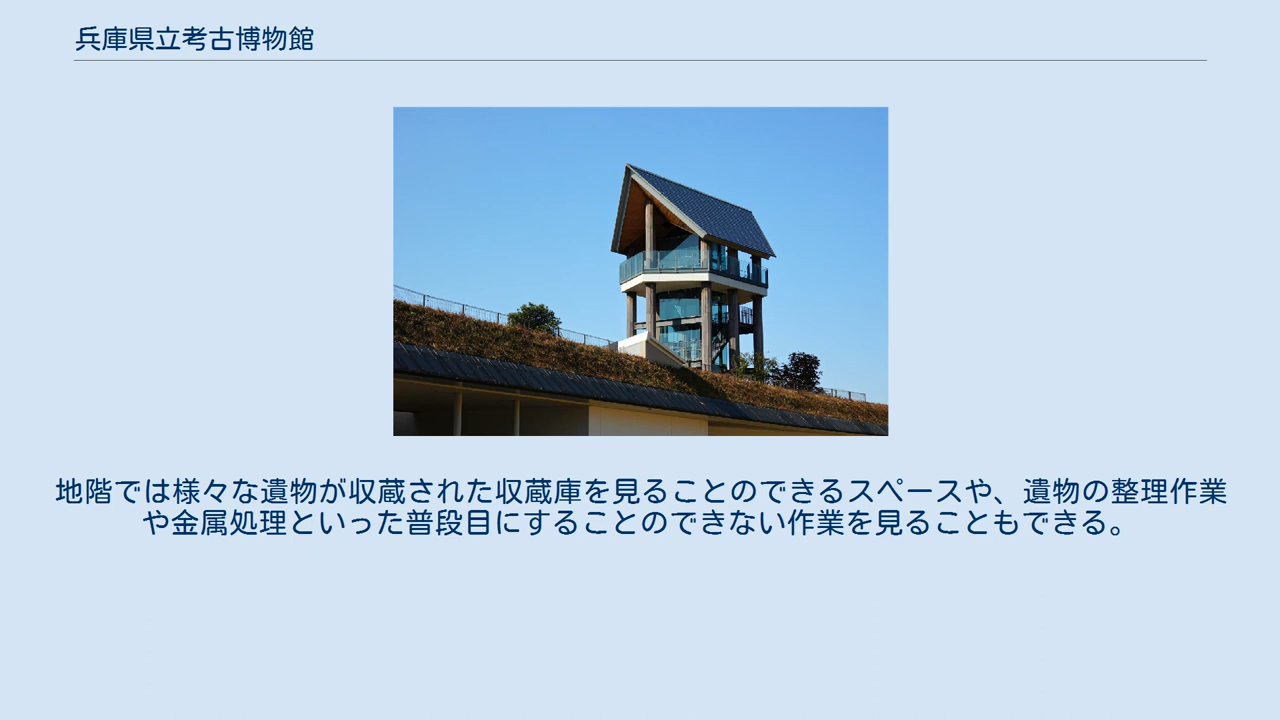 兵庫県立考古博物館
地階では様々な遺物が収蔵された収蔵庫を見ることのできるスペースや、遺物の整理作業
や金属処理といった普段目にすることのできない作業を見ることもできる。